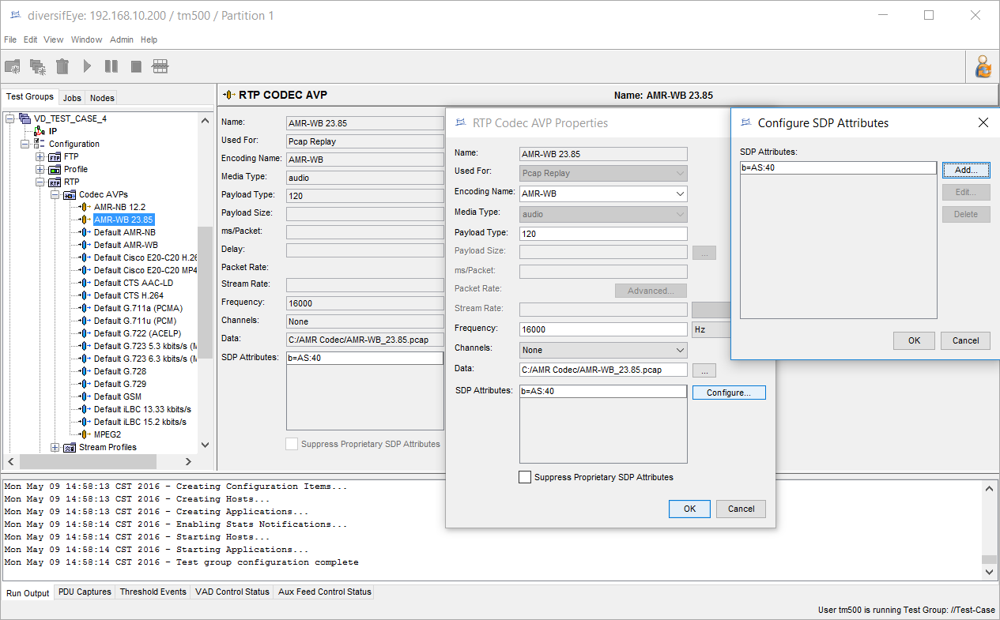 diversifEye: 192.168.10.200 / tm500 / Partition 1
File Edit View Window Admin Help
Test Groups Jobs Nodes
VD_TEST_CASE_4
IP
Configuration
FTP
Profile
RTP
Codec AVPs
AMR-NB 12.2
AMR-WB 23.85
Default AMR-NB
Default AMR-WB
Default Cisco E20-C20 H.26
Default Cisco E20-C20 MP4
Default CTS AAC-LD
Default CTS H.264
Default G.711a (PCMA)
Default G.711u (PCM)
Default G.722 (ACELP)
Default G.723 5.3 kbits/s (M
Default G.723 6.3 kbits/s (M
Default G.728
Default G.729
Default GSM
Default iLBC 13.33 kbits/s
Default iLBC 15.2 kbits/s
MPEG2
Stream Profiles
RTP CODEC AVP Name: AMR-WB 23.85
Name: AMR-WB 23.85
Used For: Pcap Replay
Encoding Name: AMR-WB
Media Type: audio
Payload Type: 120
Payload Size:
ms/Packet:
Delay:
Packet Rate:
Stream Rate:
Frequency: 16000
Channels: None
Data: C:/AMR Codec/AMR-WB_23.85.pcap
SDP Attributes: b=AS:40
Suppress Proprietary SDP Attributes
RTP Codec AVP Properties
Name: AMR-WB 23.85
Used For: Pcap Replay
Encoding Name: AMR-WB
Media Type: audio
Payload Type: 120
Payload Size: ...
ms/Packet:
Packet Rate: Advanced...
Stream Rate:
Frequency: 16000 Hz
Channels: None
Data: C:/AMR Codec/AMR-WB_23.85.pcap ...
SDP Attributes: b=AS:40 Configure...
Suppress Proprietary SDP Attributes
OK Cancel
Configure SDP Attributes
SDP Attributes:
b=AS:40 Add...
Edit...
Delete
OK Cancel
Mon May 09 14:58:13 CST 2016 - Creating Configuration Items...
Mon May 09 14:58:13 CST 2016 - Creating Hosts...
Mon May 09 14:58:13 CST 2016 - Creating Applications...
Mon May 09 14:58:14 CST 2016 - Enabling Stats Notifications...
Mon May 09 14:58:14 CST 2016 - Starting Hosts...
Mon May 09 14:58:14 CST 2016 - Starting Applications...
Mon May 09 14:58:14 CST 2016 - Test group configuration complete
Run Output PDU Captures Threshold Events VAD Control Status Aux Feed Control Status
User tm500 is running Test Group: //Test-Case